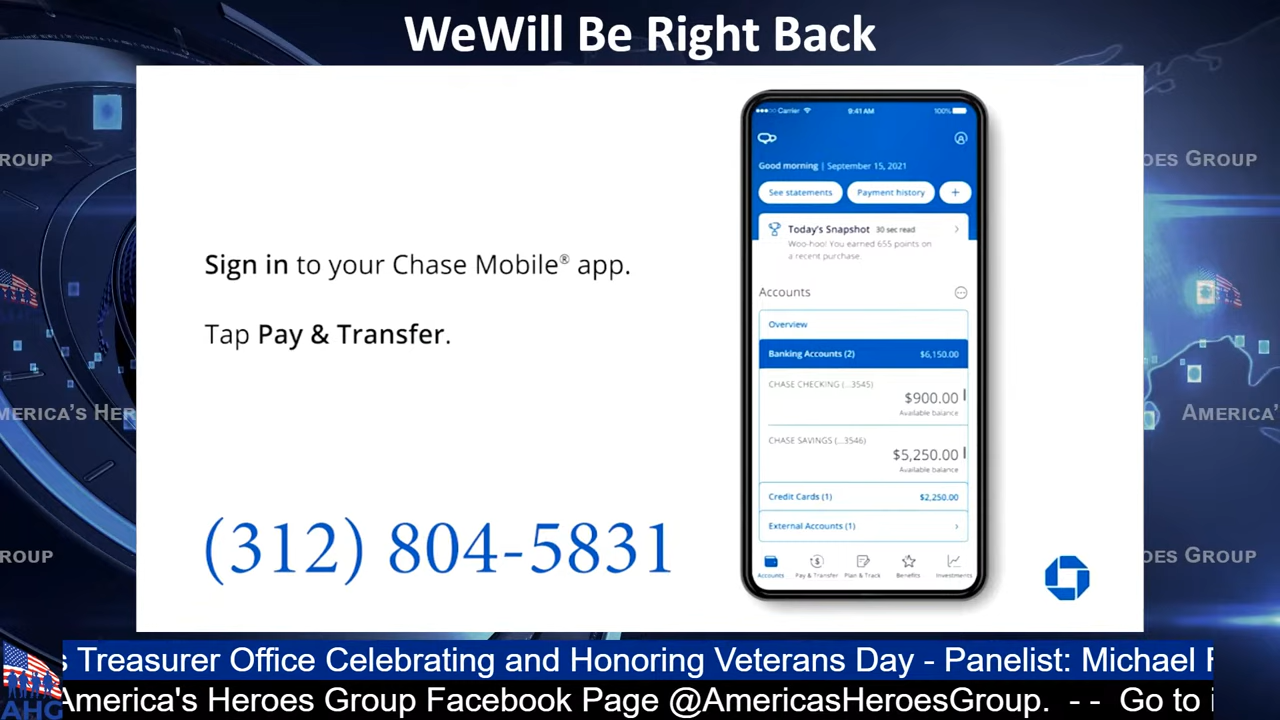 WeWill Be Right Back
ROUP
OES GROUP
MERICA'S HER
AMERICA'
ROUP
OES GROUP
Sign in to your Chase Mobile® app.
Tap Pay & Transfer.
(312) 804-5831
Carrier 9:41 AM 100%
Good morning | September 15, 2021
See statements Payment history +
Today's Snapshot 30 sec read
Woo-hoo! You earned 655 points on
a recent purchase.
Accounts
Overview
Banking Accounts (2) $6,150.00
CHASE CHECKING (...3545)
$900.00
Available balance
CHASE SAVINGS (...3546)
$5,250.00
Available balance
Credit Cards (1) $2,250.00
External Accounts (1)
Accounts Pay & Transfer Plan & Track Benefits Investments
s Treasurer Office Celebrating and Honoring Veterans Day - Panelist: Michael
America's Heroes Group Facebook Page @AmericasHeroesGroup. - - Go to
AHG